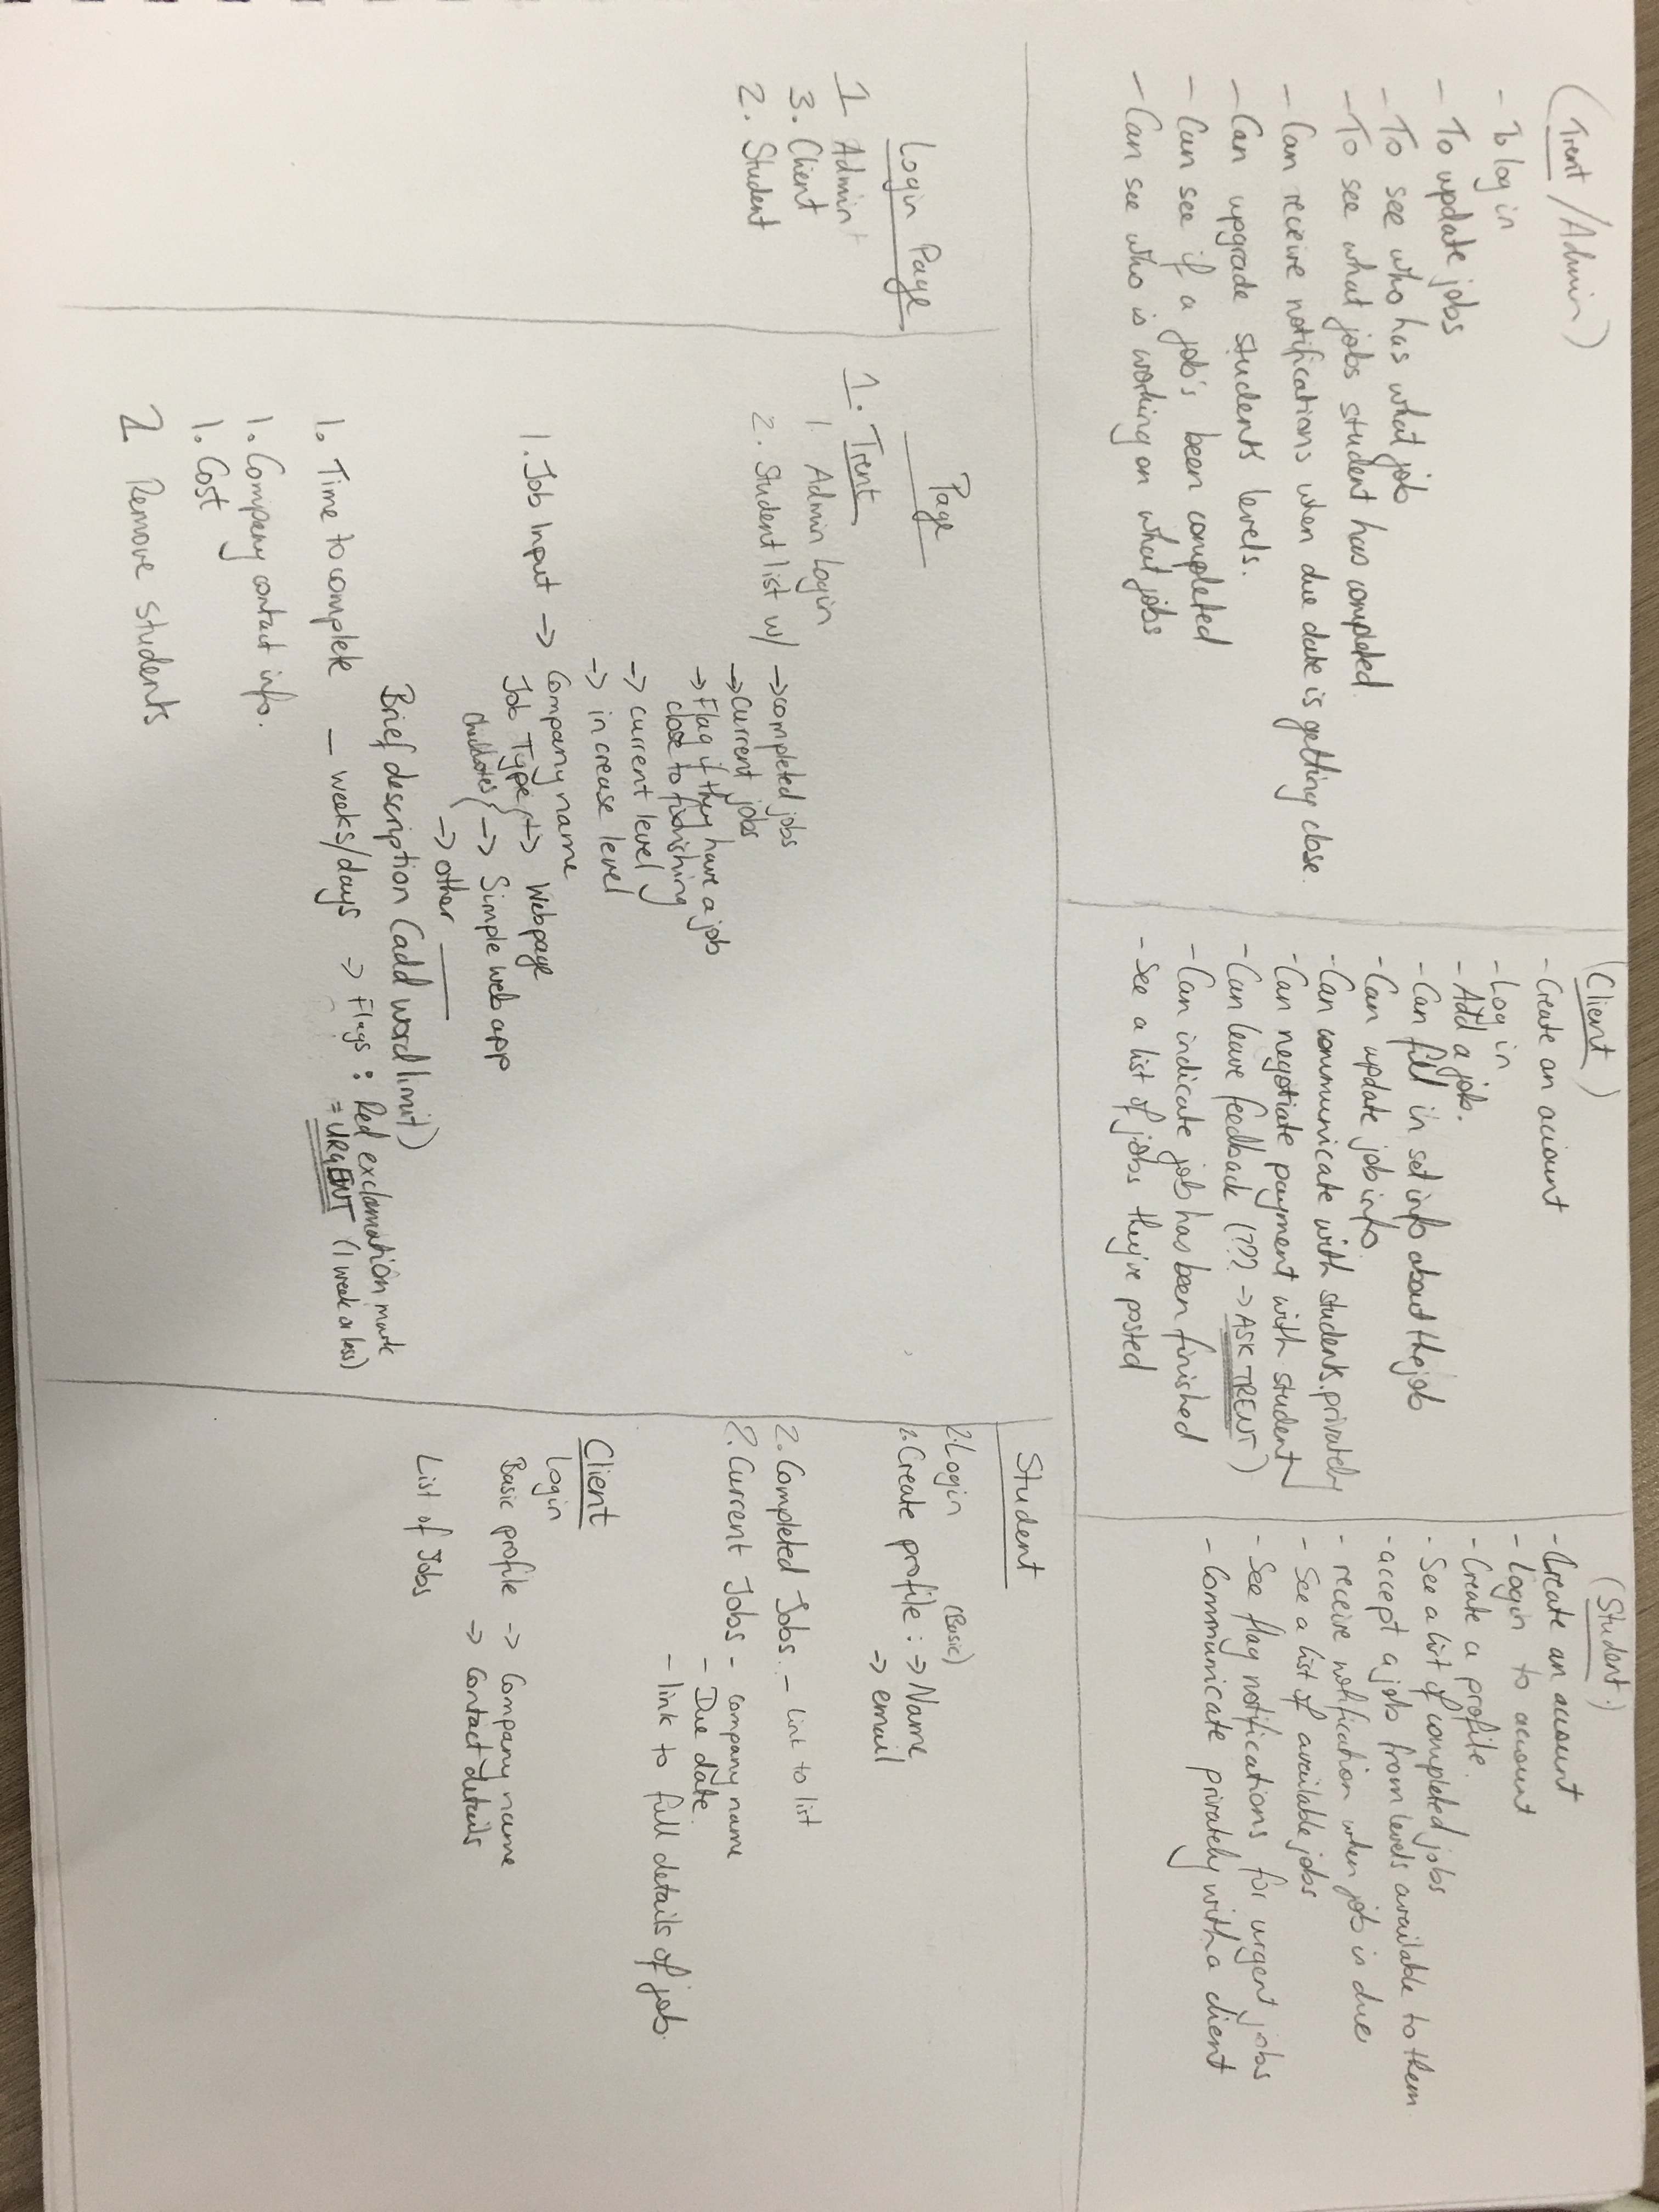 (Trent/Admin)
- To log in
- To update jobs
- To see who has what job
- To see what jobs student has completed.
- Can receive notifications when due date is getting close.
- Can upgrade students levels.
- Can see if a job's been completed
- Can see who is working on what jobs
(Client)
- Create an account
- Log in
- Add a job.
- Can fill in set info about the job
- Can update job info
- Can communicate with students privately
- Can negotiate payment with student
- Can leave feedback (??? -> ASK TRENT)
- Can indicate job has been finished
- See a list of jobs they've posted
(Student)
- Create an account
- Login to account
- Create a profile.
- See a list of completed jobs
- accept a job from levels available to them
- receive notification when job is due
- See a list of available jobs
- See flag notifications for urgent jobs
- Communicate privately with a client
Login Page
1 Admin
3. Client
2. Student
Page
1. Trent
1. Admin Login
2. Student list w/ -> completed jobs
-> Current jobs
-> Flag if they have a job
close to finishing
-> current level
-> increase level
1. Job Input -> Company name
Job Type -> Webpage
-> Simple web app
-> other
Brief description (add word limit)
1. Time to complete - weeks/days -> Flags : Red exclamation mark
= URGENT (1 week or less)
1. Company contact info.
1. Cost
2. Remove students
Student
2. Login
2. Create profile : (Basic) -> Name
-> email
2. Completed Jobs. - link to list
2. Current Jobs - company name
- Due date.
- link to full details of job.
Client
Login
Basic profile -> Company name
-> Contact details
List of Jobs